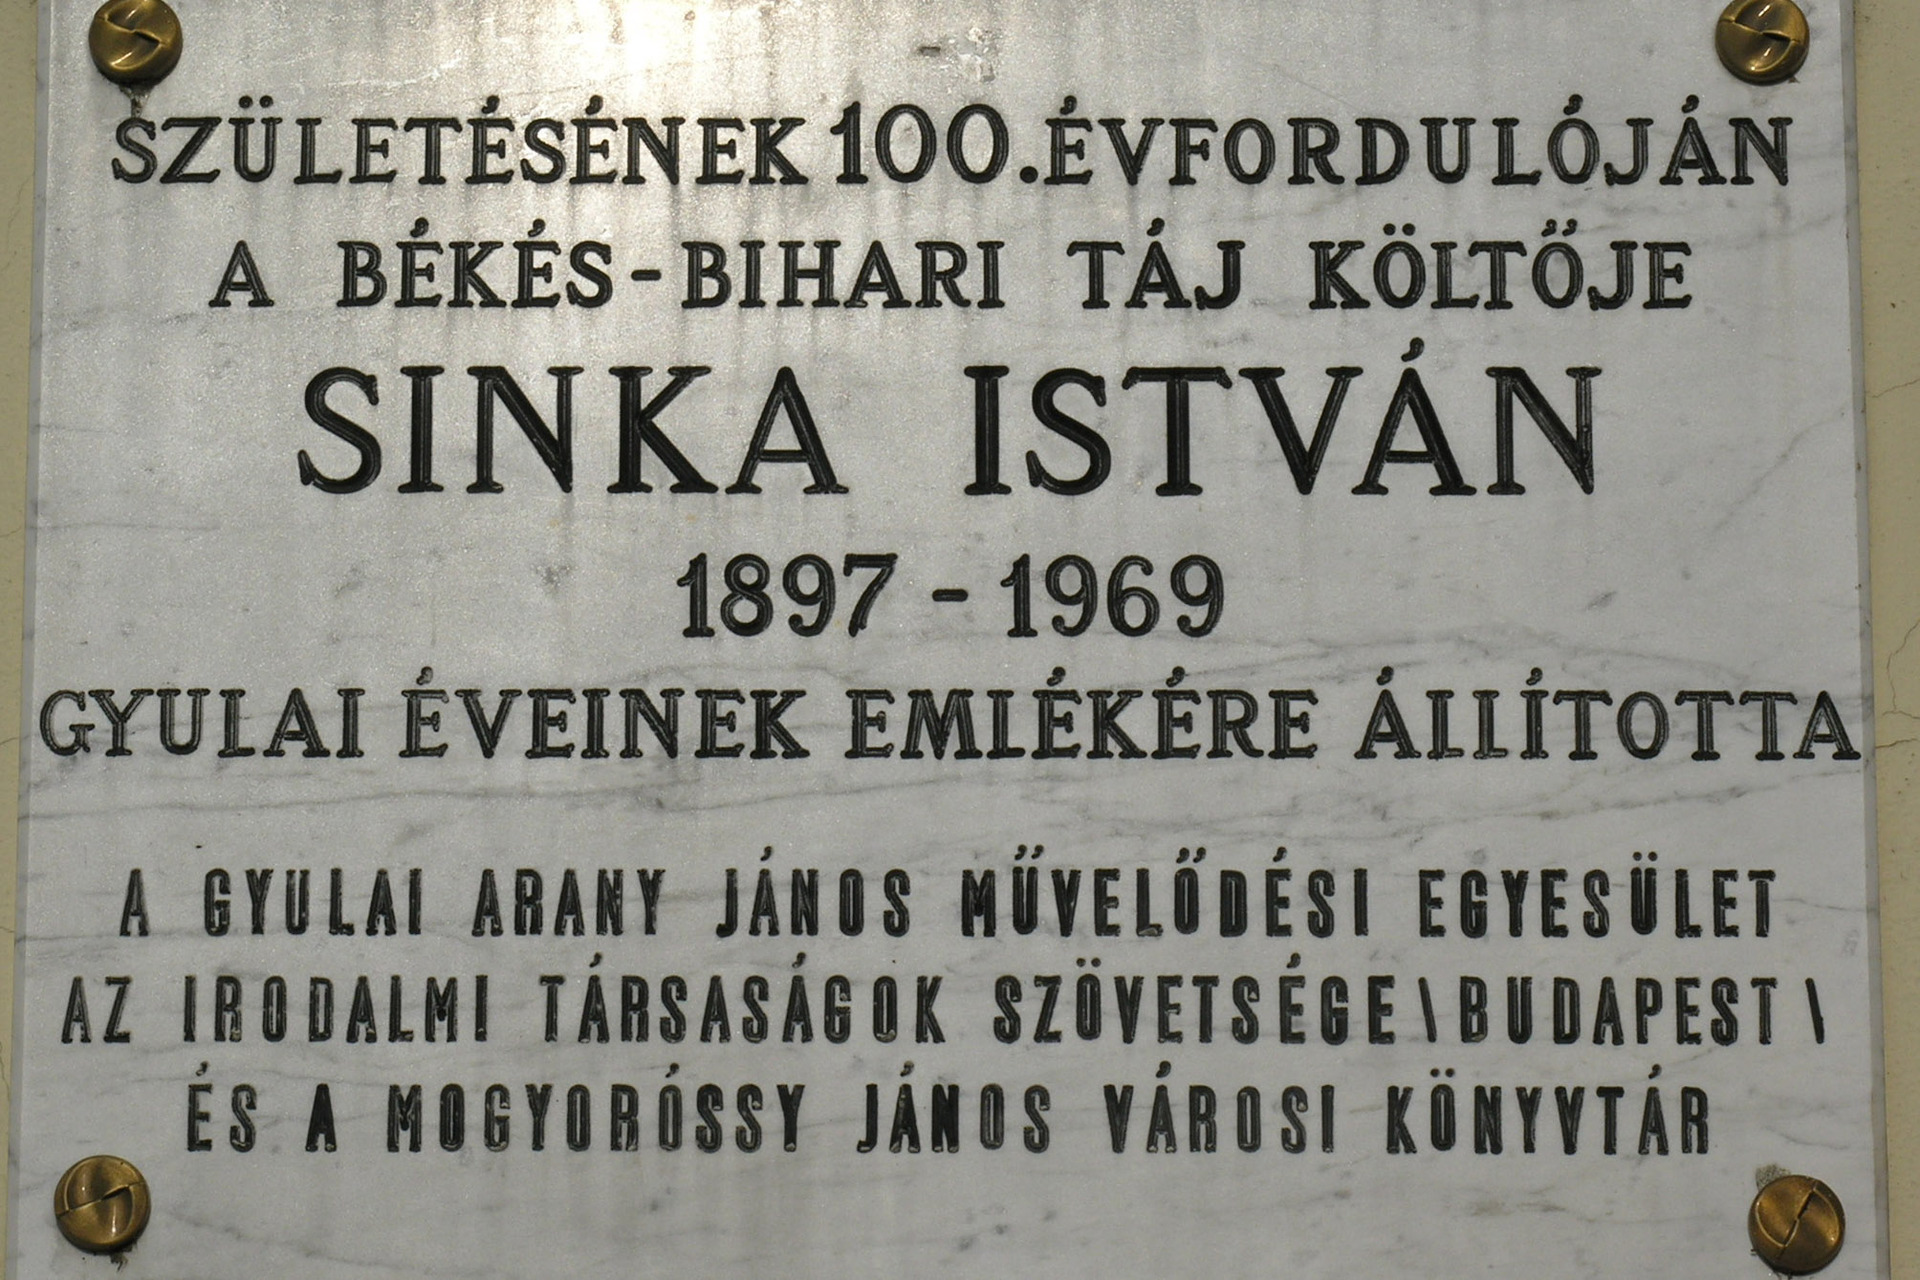 SZÜLETÉSÉNEK 100. ÉVFORDULÓJÁN
A BÉKÉS-BIHARI TÁJ KÖLTŐJE
SINKA ISTVÁN
1897 - 1969
GYULAI ÉVEINEK EMLÉKÉRE ÁLLÍTOTTA
A GYULAI ARANY JÁNOS MŰVELŐDÉSI EGYESÜLET
AZ IRODALMI TÁRSASÁGOK SZÖVETSÉGE \ BUDAPEST \
ÉS A MOGYORÓSSY JÁNOS VÁROSI KÖNYVTÁR